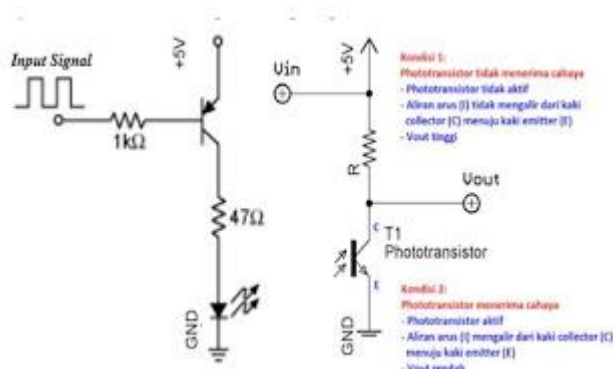 Input Signal
+5V
1kΩ
47Ω
GND
Vin
+5V
R
Vout
C
T1
Phototransistor
E
GND
Kondisi 1:
Phototransistor tidak menerima cahaya
- Phototransistor tidak aktif
- Aliran arus (I) tidak mengalir dari kaki
collector (C) menuju kaki emitter (E)
- Vout tinggi
Kondisi 2:
Phototransistor menerima cahaya
- Phototransistor aktif
- Aliran arus (I) mengalir dari kaki collector (C)
menuju kaki emitter (E)
- Vout rendah